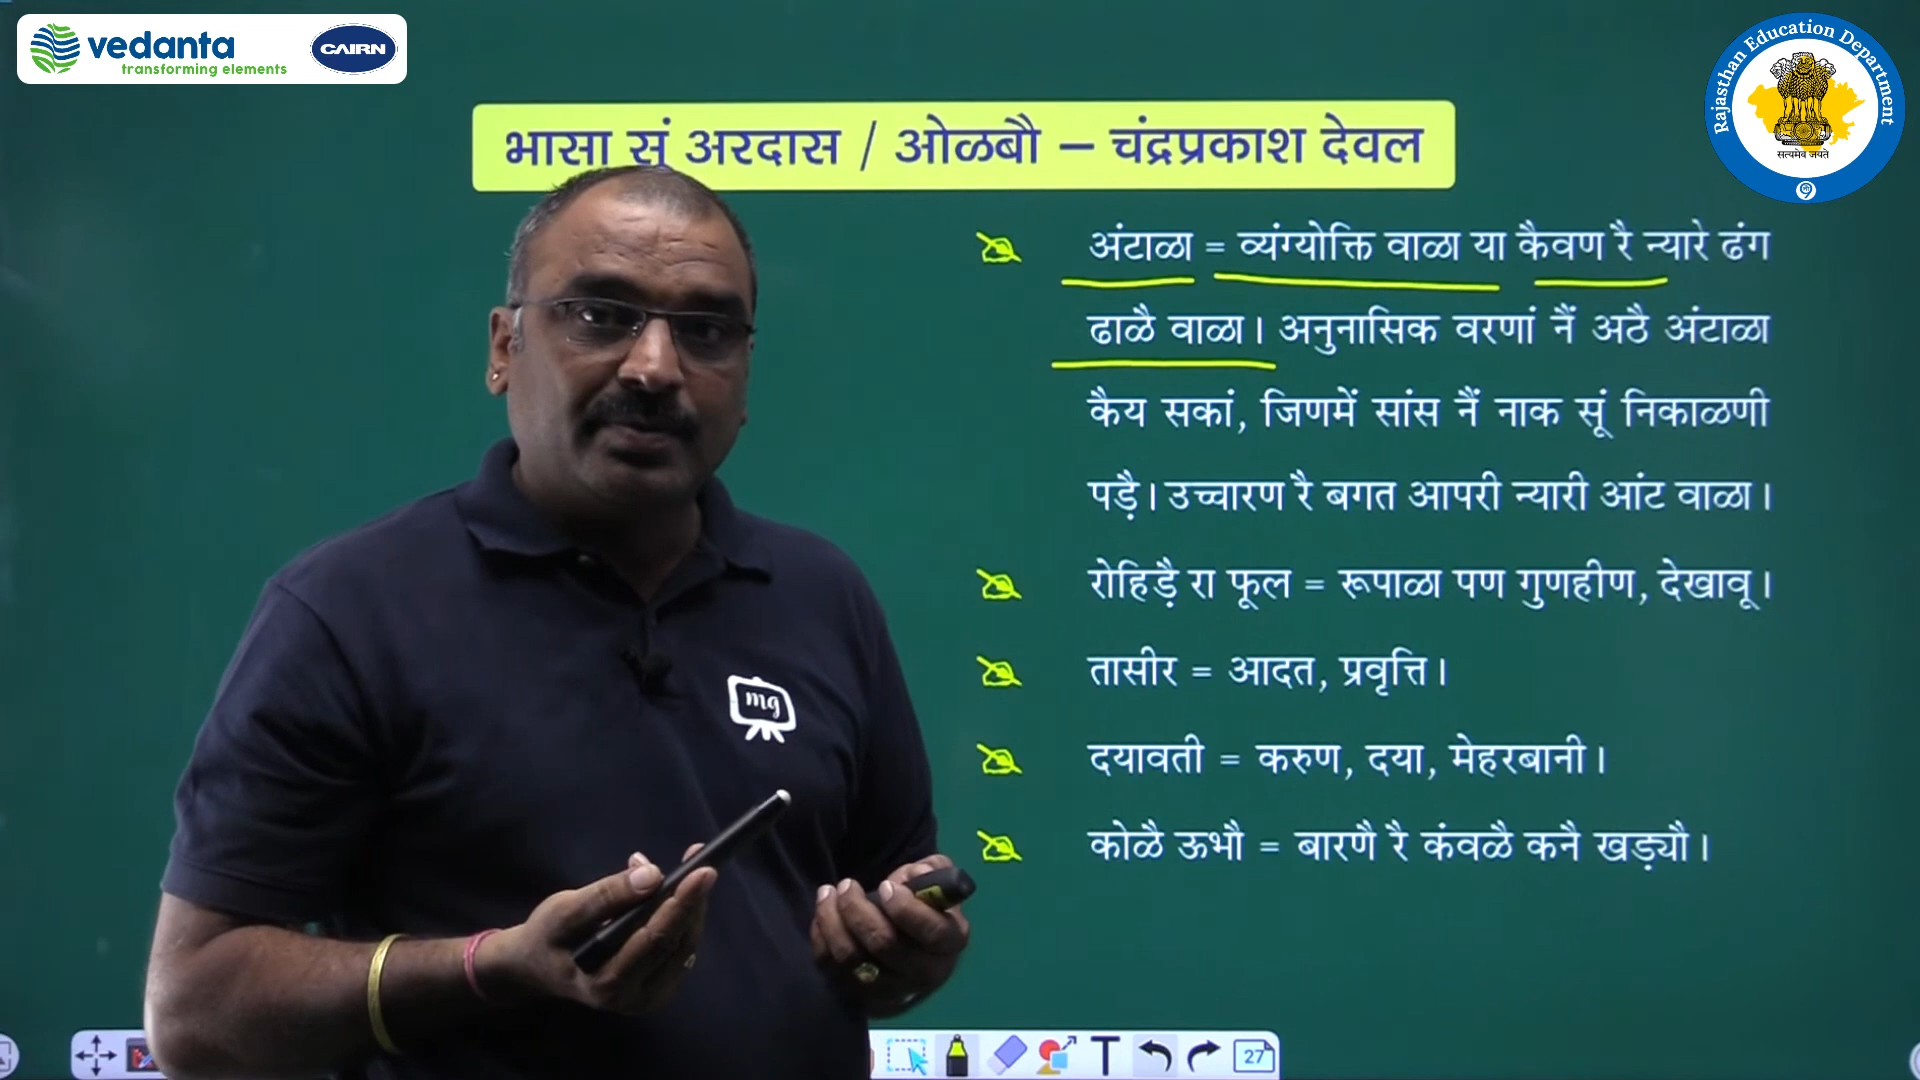 vedanta
transforming elements
CAIRN
Rajasthan Education Department
सत्यमेव जयते
भासा सूं अरदास / ओळबौ – चंद्रप्रकाश देवल
अंटाळा = व्यंग्योक्ति वाळा या कैवण रै न्यारे ढंग
ढाळै वाळा। अनुनासिक वरणां नैं अठै अंटाळा
कैय सकां, जिणमें सांस नैं नाक सूं निकाळणी
पड़ै। उच्चारण रै बगत आपरी न्यारी आंट वाळा।
रोहिड़ै रा फूल = रूपाळा पण गुणहीण, देखावू।
तासीर = आदत, प्रवृत्ति।
दयावती = करुण, दया, मेहरबानी।
कोळै ऊभौ = बारणै रै कंवळै कनै खड़्यौ।
mg
T
27